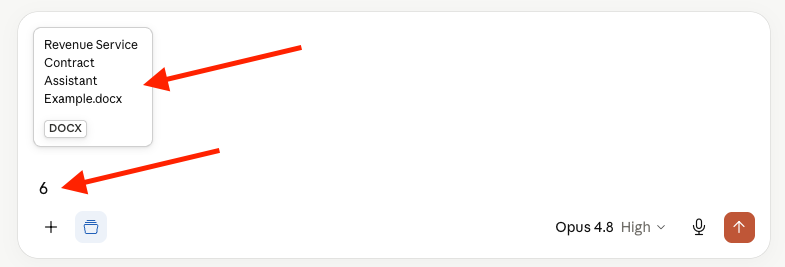 Revenue Service
Contract
Assistant
Example.docx
DOCX
6
Opus 4.8 High